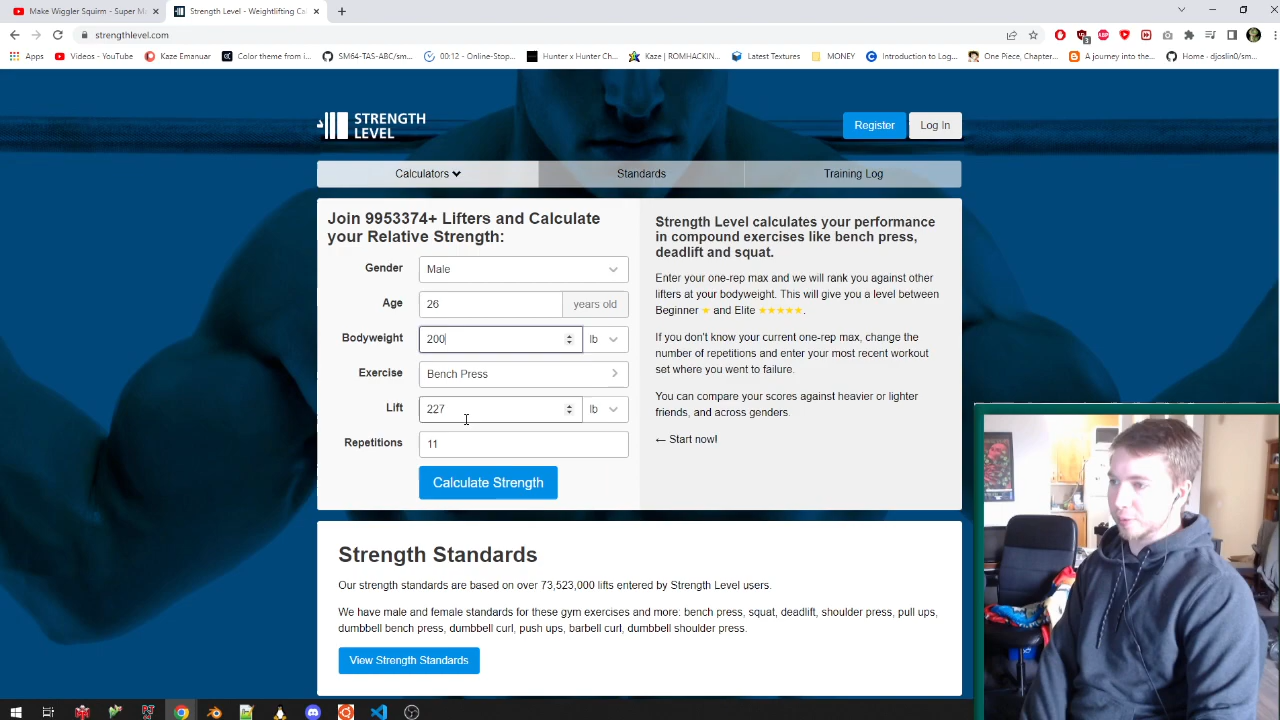 Make Wiggler Squirm - Super M
Strength Level - Weightlifting Ca
strengthlevel.com
Apps
Videos - YouTube
Kaze Emanuar
Color theme from i...
SM64-TAS-ABC/sm...
00:12 - Online-Stop...
Hunter x Hunter Ch...
Kaze | ROMHACKIN...
Latest Textures
MONEY
Introduction to Log...
One Piece, Chapter...
A journey into the...
Home · djoslin0/sm...
STRENGTH
LEVEL
Register
Log In
Calculators
Standards
Training Log
Join 9953374+ Lifters and Calculate
your Relative Strength:
Gender
Male
Age
26
years old
Bodyweight
200
lb
Exercise
Bench Press
Lift
227
lb
Repetitions
11
Calculate Strength
Strength Level calculates your performance
in compound exercises like bench press,
deadlift and squat.
Enter your one-rep max and we will rank you against other
lifters at your bodyweight. This will give you a level between
Beginner ★ and Elite ★★★★★.
If you don't know your current one-rep max, change the
number of repetitions and enter your most recent workout
set where you went to failure.
You can compare your scores against heavier or lighter
friends, and across genders.
← Start now!
Strength Standards
Our strength standards are based on over 73,523,000 lifts entered by Strength Level users.
We have male and female standards for these gym exercises and more: bench press, squat, deadlift, shoulder press, pull ups,
dumbbell bench press, dumbbell curl, push ups, barbell curl, dumbbell shoulder press.
View Strength Standards